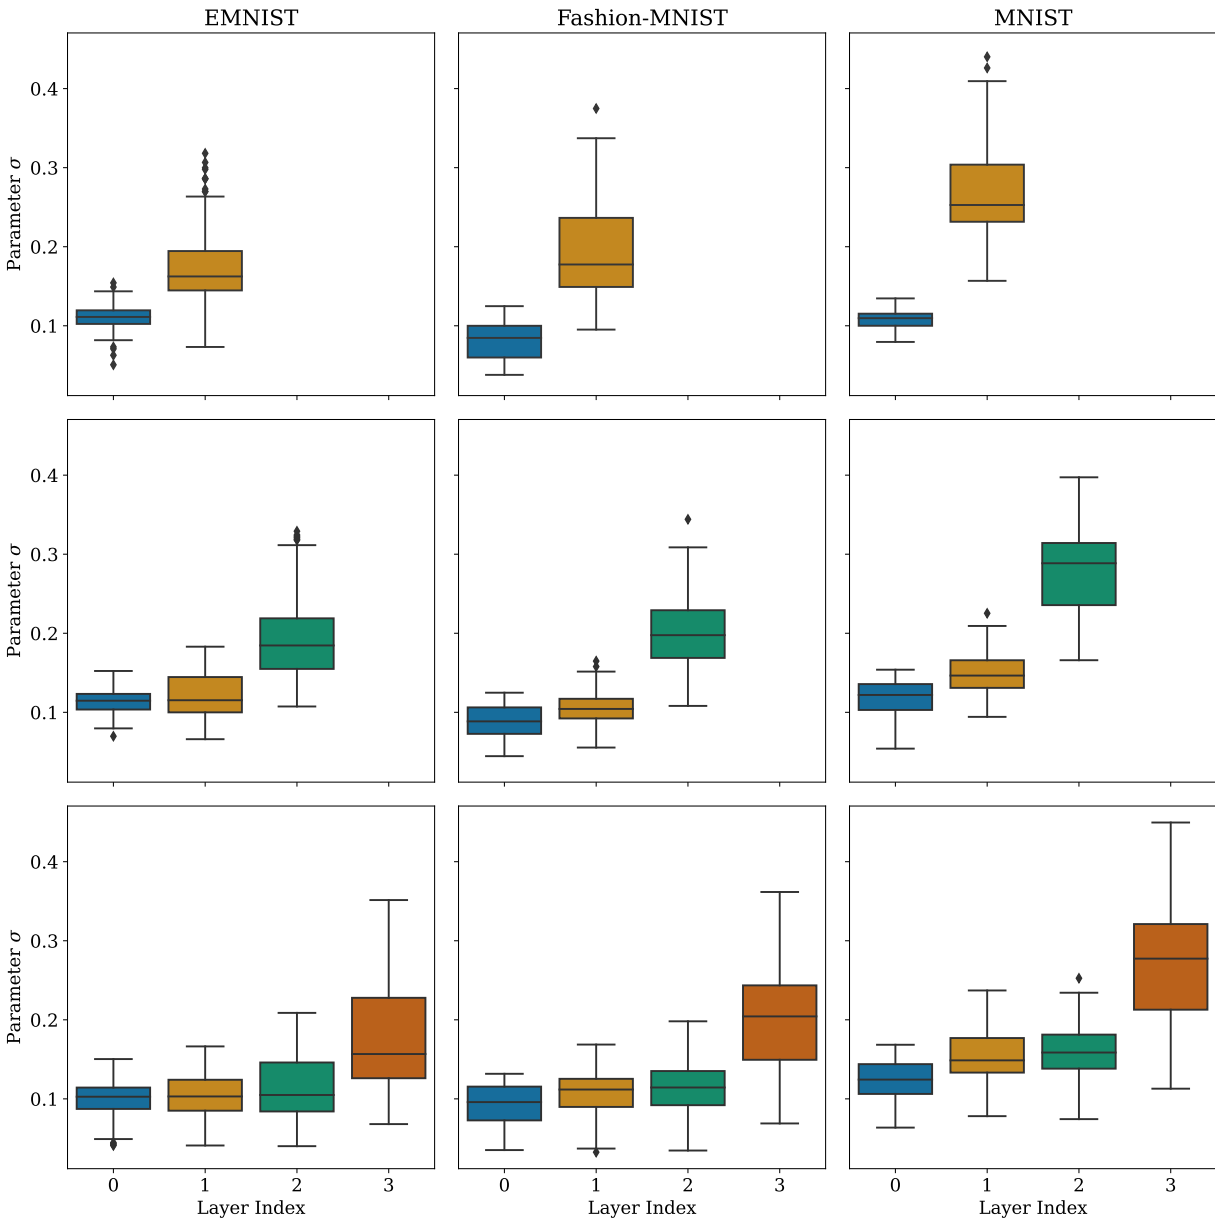 EMNIST Fashion-MNIST MNIST
Parameter σ
0.4
0.3
0.2
0.1
Parameter σ
0.4
0.3
0.2
0.1
Parameter σ
0.4
0.3
0.2
0.1
0 1 2 3 0 1 2 3 0 1 2 3
Layer Index Layer Index Layer Index